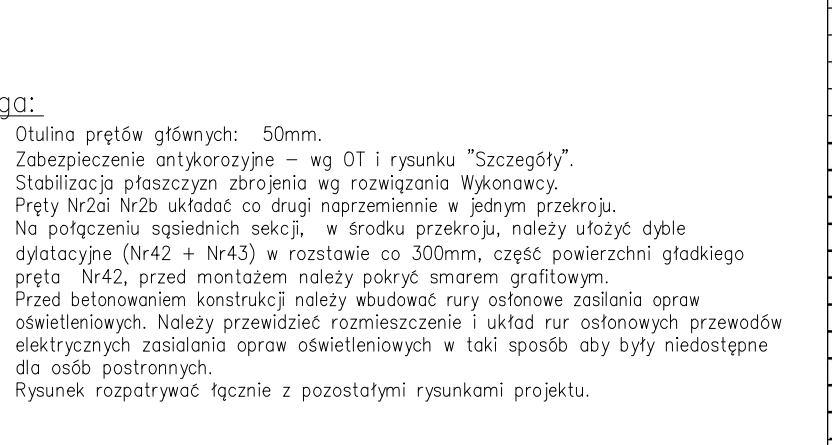 ga:
Otulina prętów głównych: 50mm.
Zabezpieczenie antykorozyjne – wg OT i rysunku "Szczegóły".
Stabilizacja płaszczyzn zbrojenia wg rozwiązania Wykonawcy.
Pręty Nr2ai Nr2b układać co drugi naprzemiennie w jednym przekroju.
Na połączeniu sąsiednich sekcji, w środku przekroju, należy ułożyć dyble
dylatacyjne (Nr42 + Nr43) w rozstawie co 300mm, część powierzchni gładkiego
pręta Nr42, przed montażem należy pokryć smarem grafitowym.
Przed betonowaniem konstrukcji należy wbudować rury osłonowe zasilania opraw
oświetleniowych. Należy przewidzieć rozmieszczenie i układ rur osłonowych przewodów
elektrycznych zasialania opraw oświetleniowych w taki sposób aby były niedostępne
dla osób postronnych.
Rysunek rozpatrywać łącznie z pozostałymi rysunkami projektu.